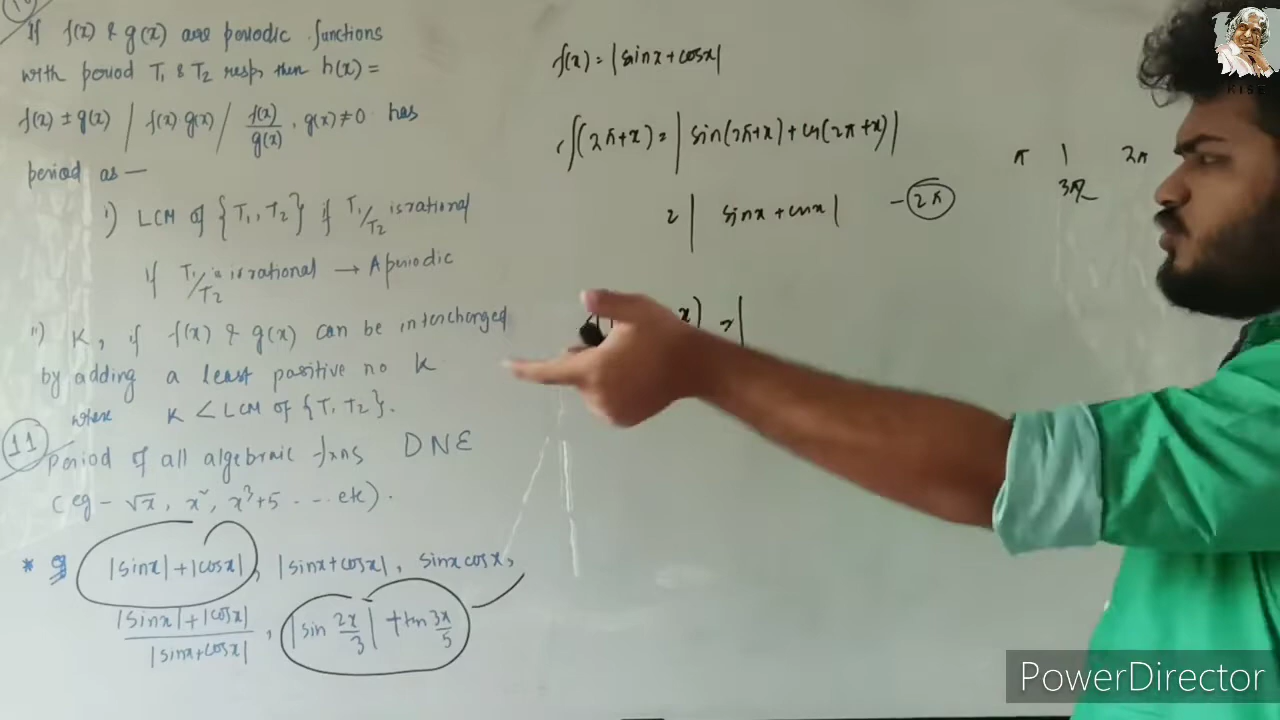 10
If f(x) & g(x) are periodic functions
with period T₁ & T₂ resp, then h(x) =
f(x) ± g(x) / f(x) g(x) / f(x)/g(x) , g(x) ≠ 0 has
period as —
i) LCM of {T₁, T₂} if T₁/T₂ is rational
if T₁/T₂ is irrational → Aperiodic
ii) K, if f(x) & g(x) can be interchanged
by adding a least positive no K
where K < LCM of {T₁, T₂}.
11
Period of all algebraic fxns DNE
(eg - √x, x², x³+5 ... etc).
* |sinx|+|cosx|, |sinx+cosx|, sinx cosx,
|sinx|+|cosx| / |sinx+cosx| , |sin 2x/3| + tan 3x/5
f(x) = |sinx+cosx|
f(2π+x) = |sin(2π+x) + cos(2π+x)|
= |sinx + cosx| - 2π
x) = |
π 2π
3π/2
KISE
PowerDirector